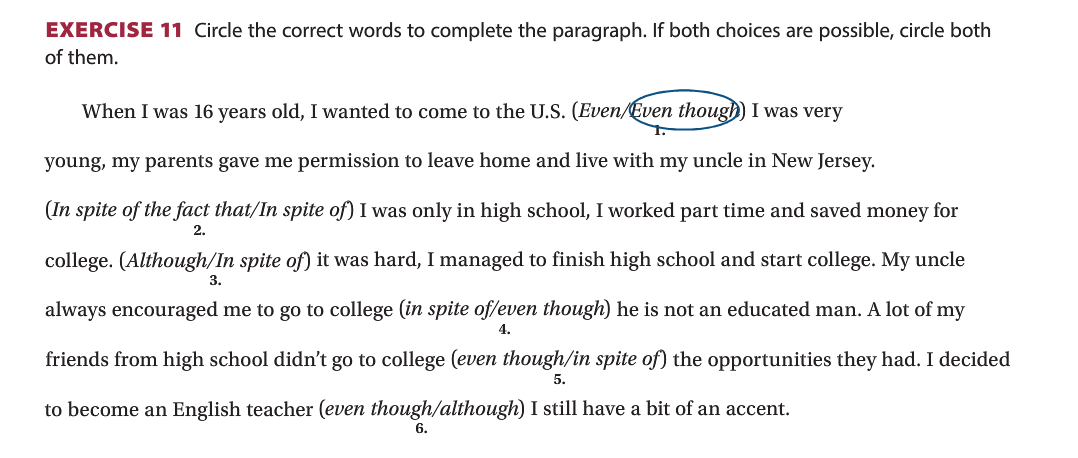 EXERCISE 11 Circle the correct words to complete the paragraph. If both choices are possible, circle both
of them.
When I was 16 years old, I wanted to come to the U.S. (Even/Even though) I was very
1.
young, my parents gave me permission to leave home and live with my uncle in New Jersey.
(In spite of the fact that/In spite of) I was only in high school, I worked part time and saved money for
2.
college. (Although/In spite of) it was hard, I managed to finish high school and start college. My uncle
3.
always encouraged me to go to college (in spite of/even though) he is not an educated man. A lot of my
4.
friends from high school didn’t go to college (even though/in spite of) the opportunities they had. I decided
5.
to become an English teacher (even though/although) I still have a bit of an accent.
6.